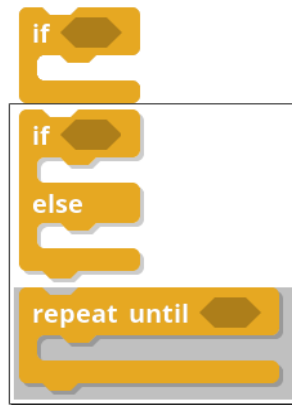 if
if
else
repeat until